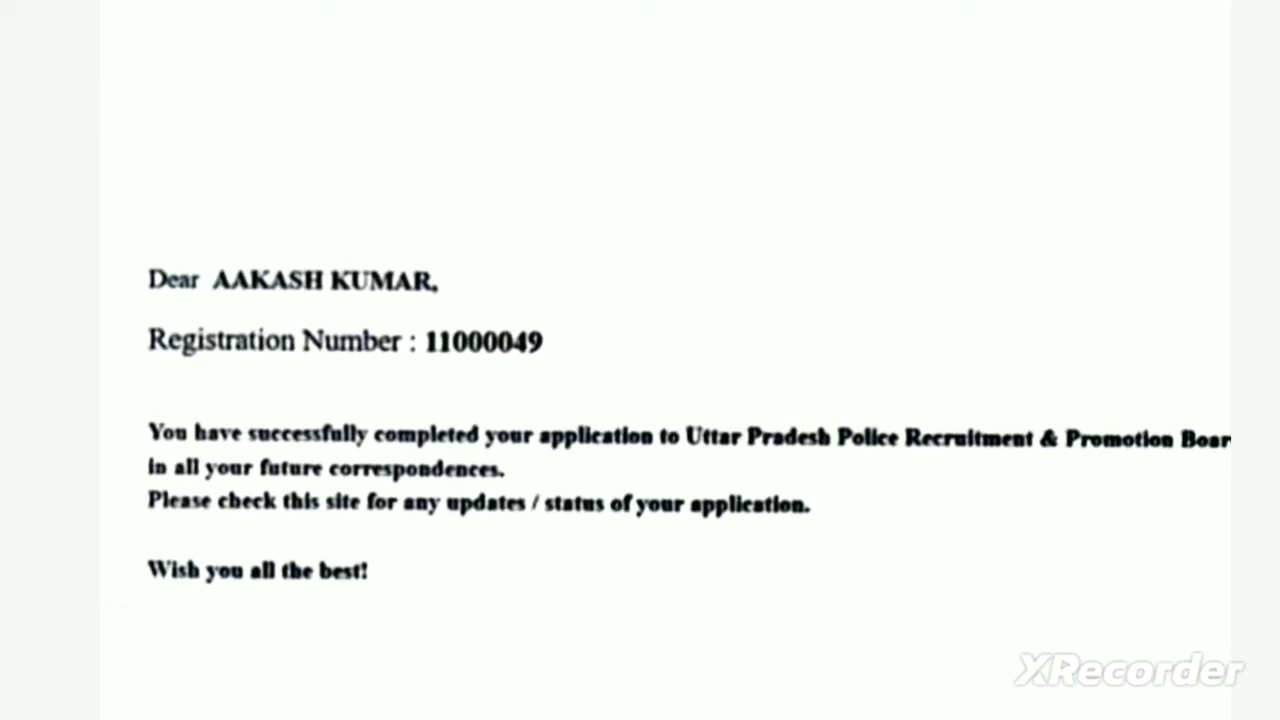 Dear AAKASH KUMAR,
Registration Number : 11000049
You have successfully completed your application to Uttar Pradesh Police Recruitment & Promotion Boar
in all your future correspondences.
Please check this site for any updates / status of your application.
Wish you all the best!
XRecorder